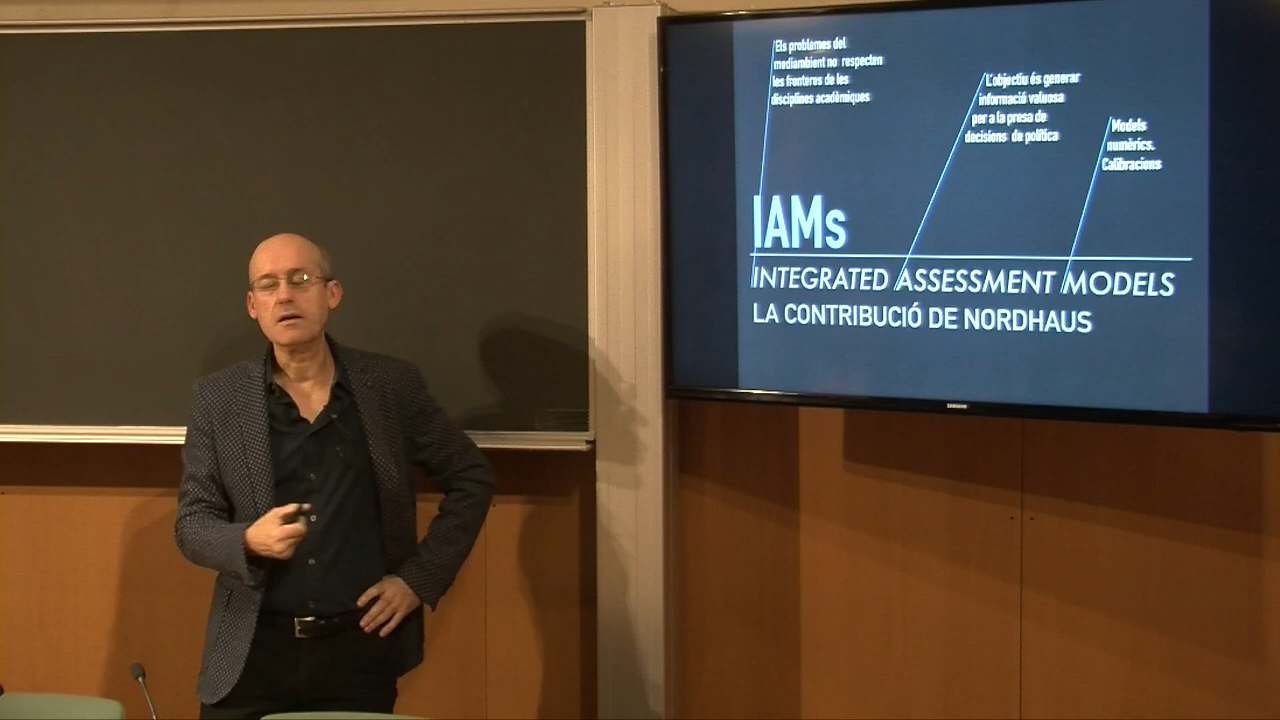 Els problemes del
mediambient no respecten
les fronteres de les
disciplines acadèmiques
L'objectiu és generar
informació valuosa
per a la presa de
decisions de política
Models
numèrics.
Calibracions
IAMs
INTEGRATED ASSESSMENT MODELS
LA CONTRIBUCIÓ DE NORDHAUS
SAMSUNG